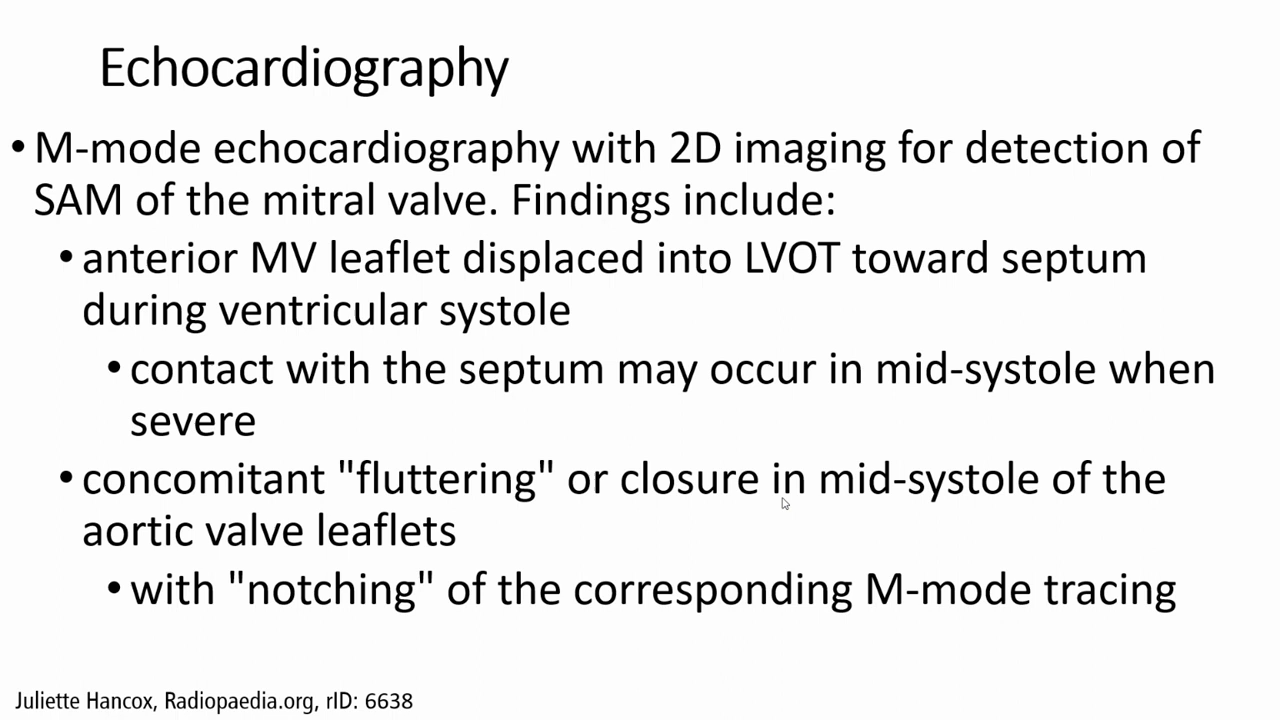 Echocardiography
• M-mode echocardiography with 2D imaging for detection of
SAM of the mitral valve. Findings include:
• anterior MV leaflet displaced into LVOT toward septum
during ventricular systole
• contact with the septum may occur in mid-systole when
severe
• concomitant "fluttering" or closure in mid-systole of the
aortic valve leaflets
• with "notching" of the corresponding M-mode tracing
Juliette Hancox, Radiopaedia.org, rID: 6638